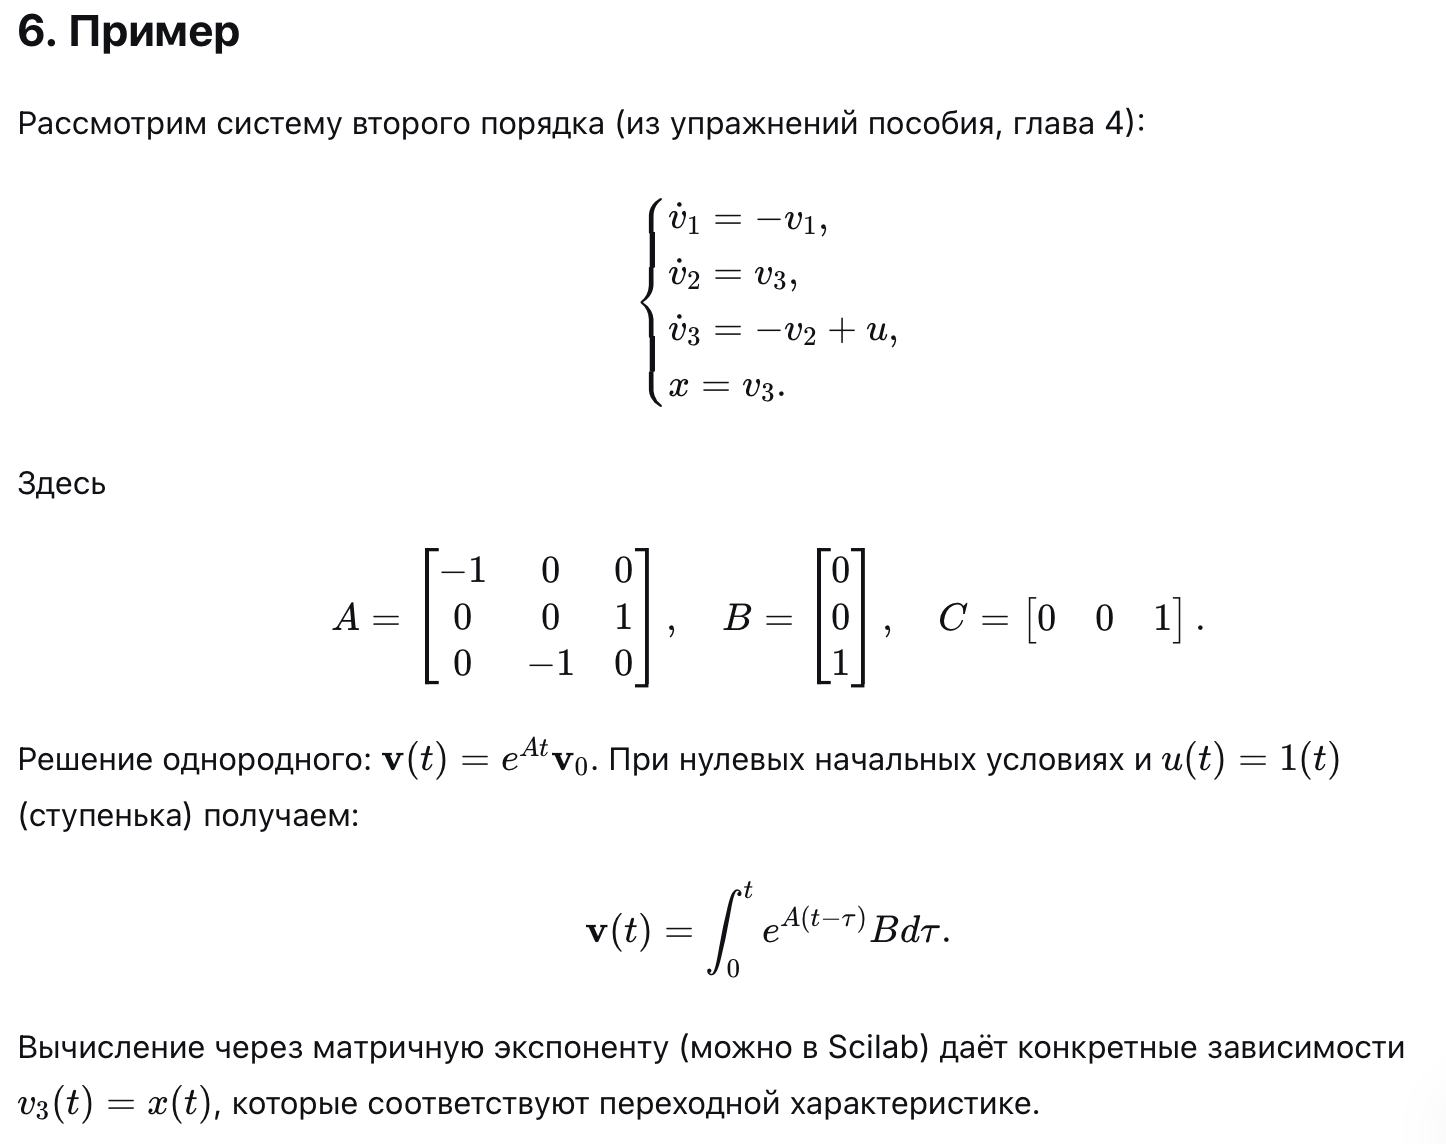 6. Пример
Рассмотрим систему второго порядка (из упражнений пособия, глава 4):
v̇₁ = −v₁,
v̇₂ = v₃,
v̇₃ = −v₂ + u,
x = v₃.
Здесь
A = [−1 0 0; 0 0 1; 0 −1 0], B = [0; 0; 1], C = [0 0 1].
Решение однородного: v(t) = e^{At}v₀. При нулевых начальных условиях и u(t) = 1(t)
(ступенька) получаем:
v(t) = ∫₀ᵗ e^{A(t−τ)}Bdτ.
Вычисление через матричную экспоненту (можно в Scilab) даёт конкретные зависимости
v₃(t) = x(t), которые соответствуют переходной характеристике.